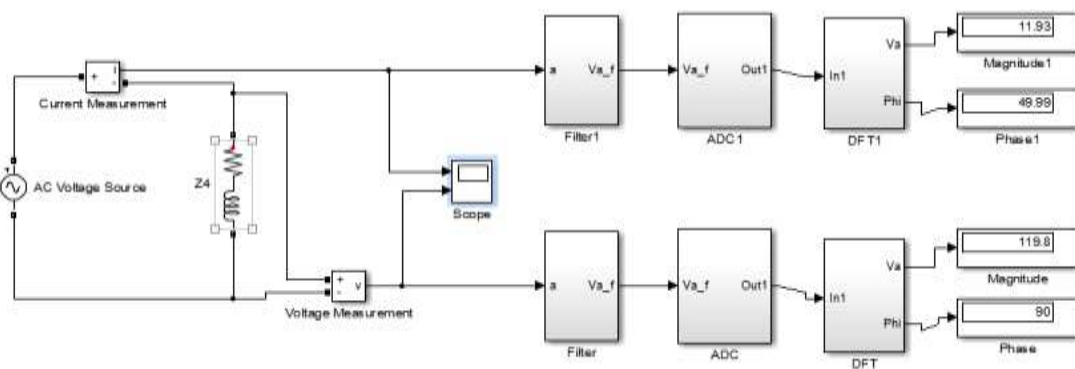 Current Measurement
+
-
i
AC Voltage Source
Z4
Scope
+
-
v
Voltage Measurement
a
Va_f
Filter1
Va_f
Out1
ADC1
In1
Va
Phi
DFT1
11.93
Magnitude1
49.99
Phase1
a
Va_f
Filter
Va_f
Out1
ADC
In1
Va
Phi
DFT
119.8
Magnitude
90
Phase